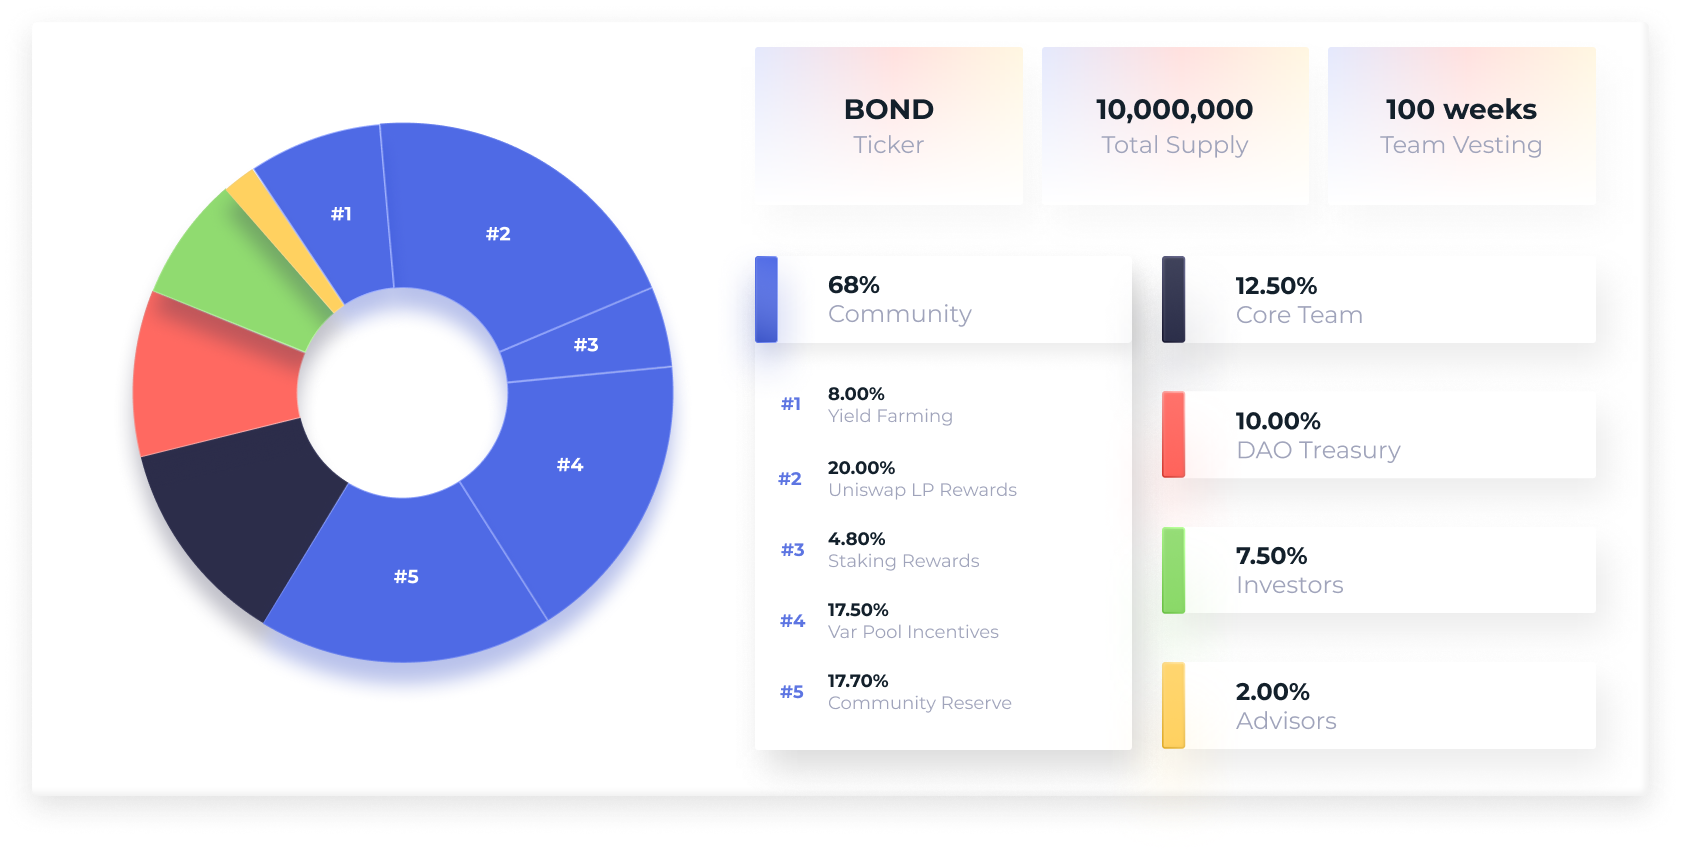 #1
#2
#3
#4
#5
BOND
Ticker
10,000,000
Total Supply
100 weeks
Team Vesting
68%
Community
#1
8.00%
Yield Farming
#2
20.00%
Uniswap LP Rewards
#3
4.80%
Staking Rewards
#4
17.50%
Var Pool Incentives
#5
17.70%
Community Reserve
12.50%
Core Team
10.00%
DAO Treasury
7.50%
Investors
2.00%
Advisors